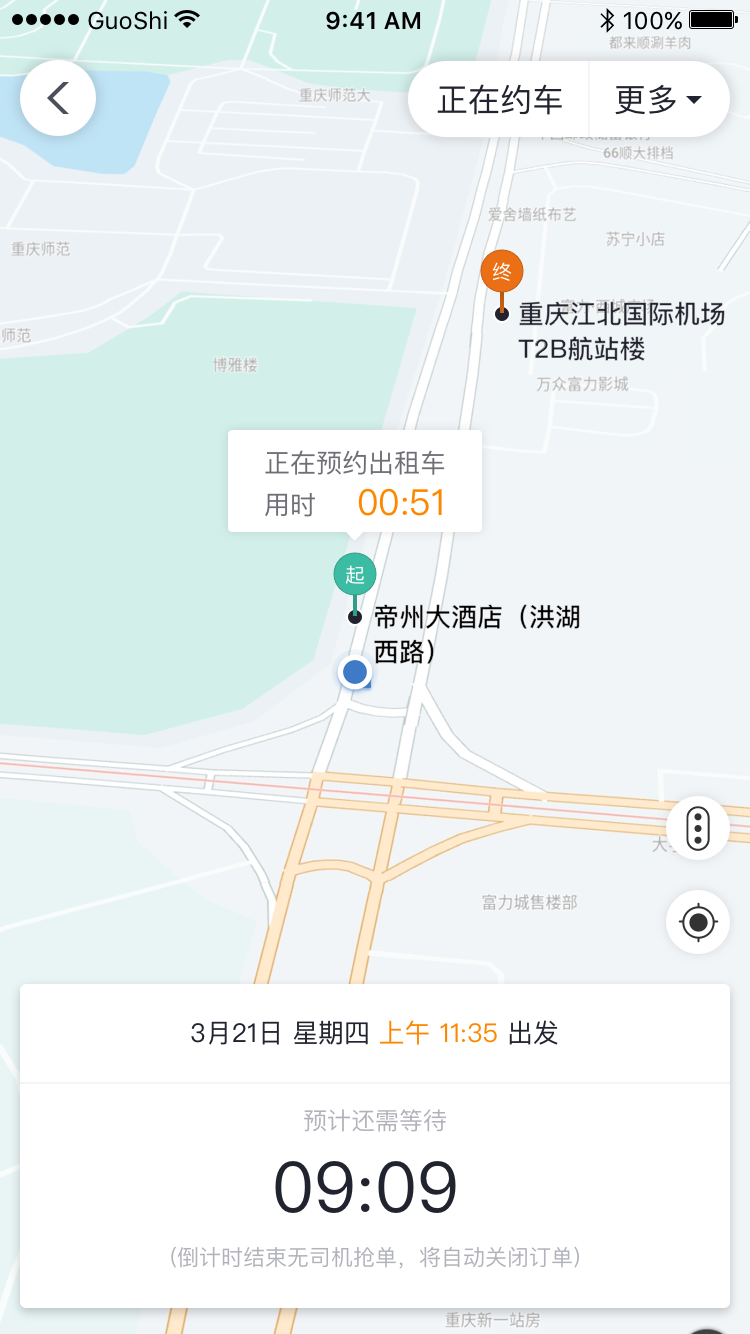 GuoShi
9:41 AM
100%
都来顺涮羊肉
重庆师范大
正在约车
更多
66顺大排档
爱舍墙纸布艺
重庆师范
苏宁小店
终
重庆江北国际机场
T2B航站楼
师范
博雅楼
万众富力影城
正在预约出租车
用时 00:51
起
帝州大酒店（洪湖
西路）
大
富力城售楼部
3月21日 星期四 上午 11:35 出发
预计还需等待
09:09
(倒计时结束无司机抢单，将自动关闭订单)
重庆新一站房